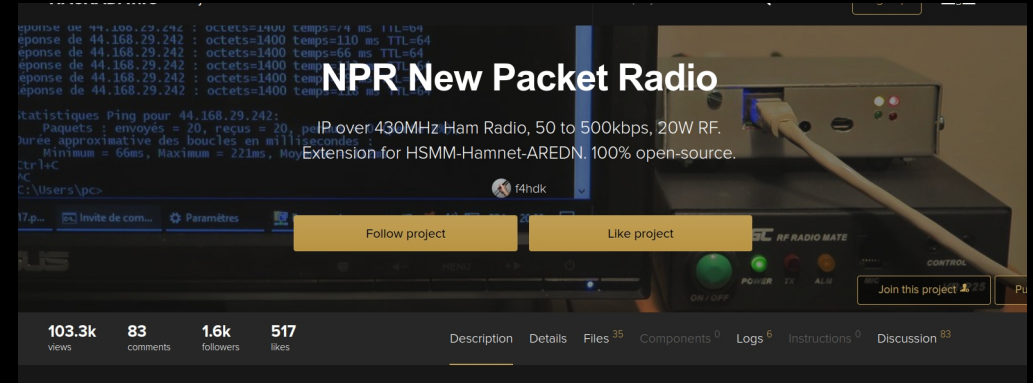 éponse de 44.168.29.242 : octets=1400 temps=74 ms TTL=64
éponse de 44.168.29.242 : octets=1400 temps=110 ms TTL=64
éponse de 44.168.29.242 : octets=1400 temps=66 ms TTL=64
éponse de 44.168.29.242 : octets=1400
éponse de 44.168.29.242 : octets=1400
éponse de 44.168.29.242 : octets=1400
NPR New Packet Radio
Statistiques Ping pour 44.168.29.242:
Paquets : envoyés = 20, reçus = 20,
IP over 430MHz Ham Radio, 50 to 500kbps, 20W RF.
Durée approximative des boucles en millisecondes :
Minimum = 66ms, Maximum = 221ms,
Extension for HSMM-Hamnet-AREDN. 100% open-source.
Ctrl+C
^C
C:\Users\pc>
f4hdk
17.p... Invite de com... Paramètres
Follow project
Like project
RF RADIO MATE
MENU
POWER TX ALM MIC CONTROL
ON / OFF
Join this project
Pu
103.3k views
83 comments
1.6k followers
517 likes
Description Details Files 35 Components 0 Logs 6 Instructions 0 Discussion 83